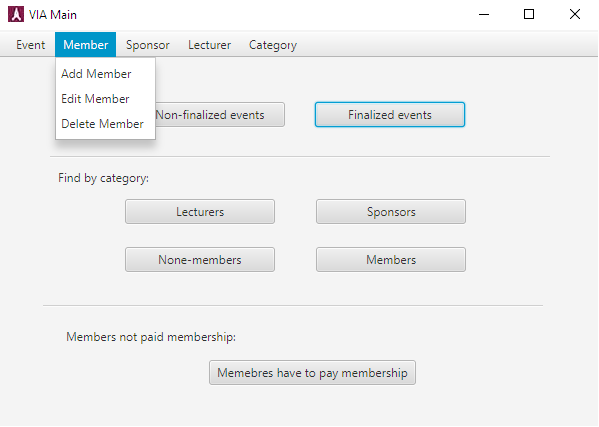 VIA Main
Event Member Sponsor Lecturer Category
Add Member
Edit Member
Delete Member
Non-finalized events Finalized events
Find by category:
Lecturers Sponsors
None-members Members
Members not paid membership:
Memebres have to pay membership